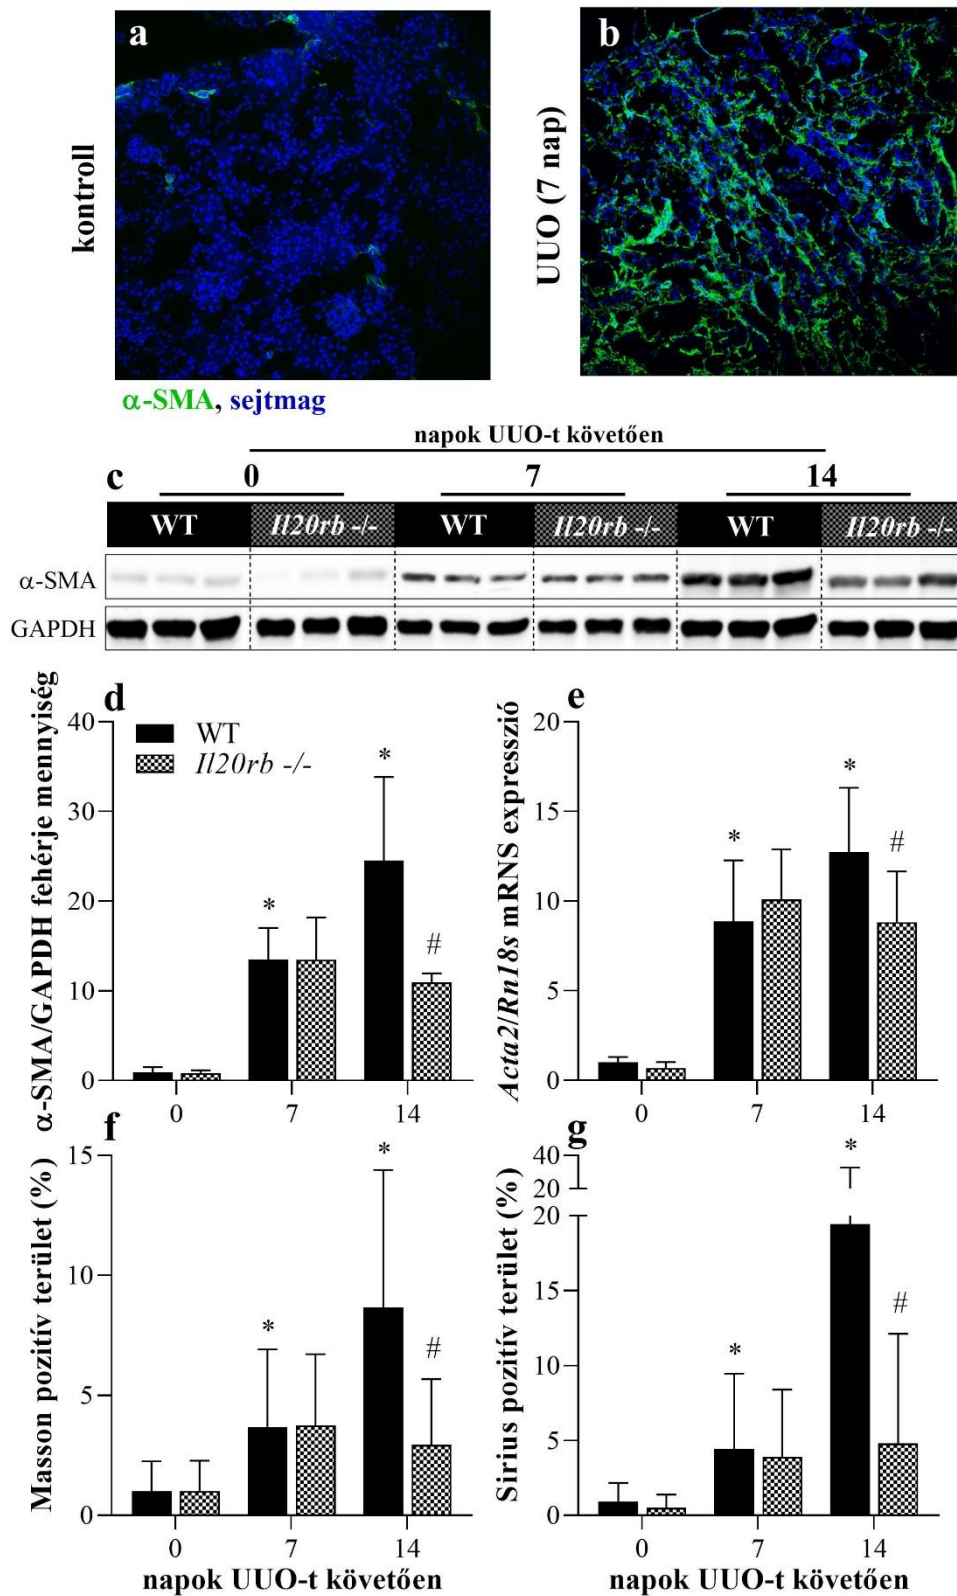 a
b
kontroll
UUO (7 nap)
α-SMA, sejtmag
napok UUO-t követően
c
0
7
14
WT
Il20rb -/-
WT
Il20rb -/-
WT
Il20rb -/-
α-SMA
GAPDH
d
α-SMA/GAPDH fehérje mennyiség
40
30
20
10
0
WT
Il20rb -/-
*
*
#
0
7
14
e
Acta2/Rn18s mRNS expresszió
20
15
10
5
0
*
*
#
0
7
14
f
Masson pozitív terület (%)
15
10
5
0
*
*
#
0
7
14
napok UUO-t követően
g
Sirius pozitív terület (%)
40
20
20
15
10
5
0
*
*
#
0
7
14
napok UUO-t követően